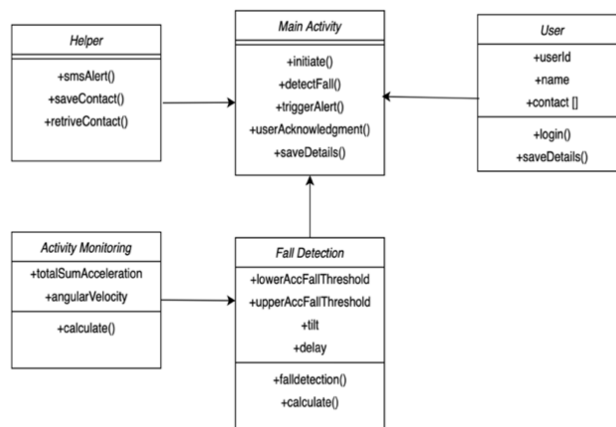 Helper
+smsAlert()
+saveContact()
+retriveContact()
Main Activity
+initiate()
+detectFall()
+triggerAlert()
+userAcknowledgment()
+saveDetails()
User
+userId
+name
+contact []
+login()
+saveDetails()
Activity Monitoring
+totalSumAcceleration
+angularVelocity
+calculate()
Fall Detection
+lowerAccFallThreshold
+upperAccFallThreshold
+tilt
+delay
+falldetection()
+calculate()